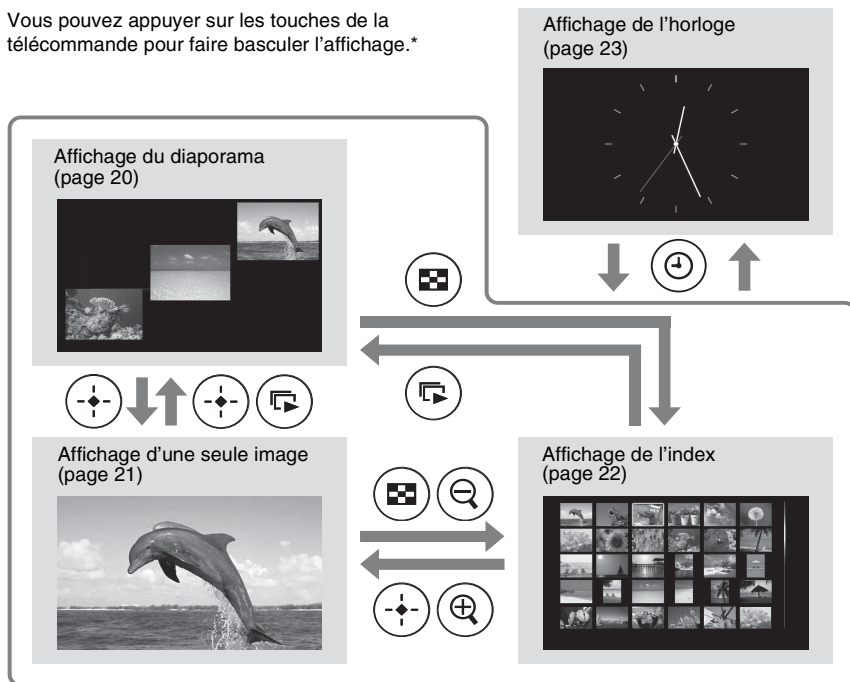 Vous pouvez appuyer sur les touches de la
télécommande pour faire basculer l'affichage.*
Affichage de l'horloge
(page 23)
Affichage du diaporama
(page 20)
Affichage d'une seule image
(page 21)
Affichage de l'index
(page 22)